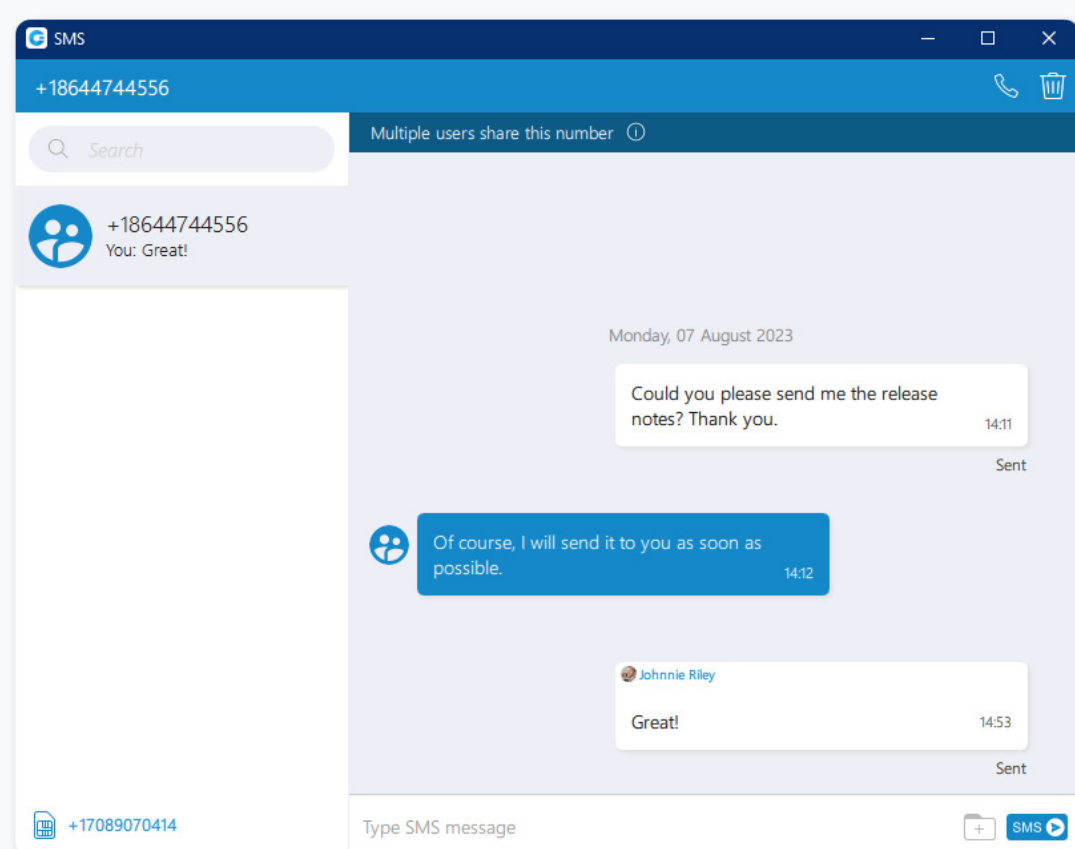 SMS
+18644744556
Search
+18644744556
You: Great!
Multiple users share this number
Monday, 07 August 2023
Could you please send me the release
notes? Thank you.
14:11
Sent
Of course, I will send it to you as soon as
possible.
14:12
Johnnie Riley
Great!
14:53
Sent
+17089070414
Type SMS message
SMS